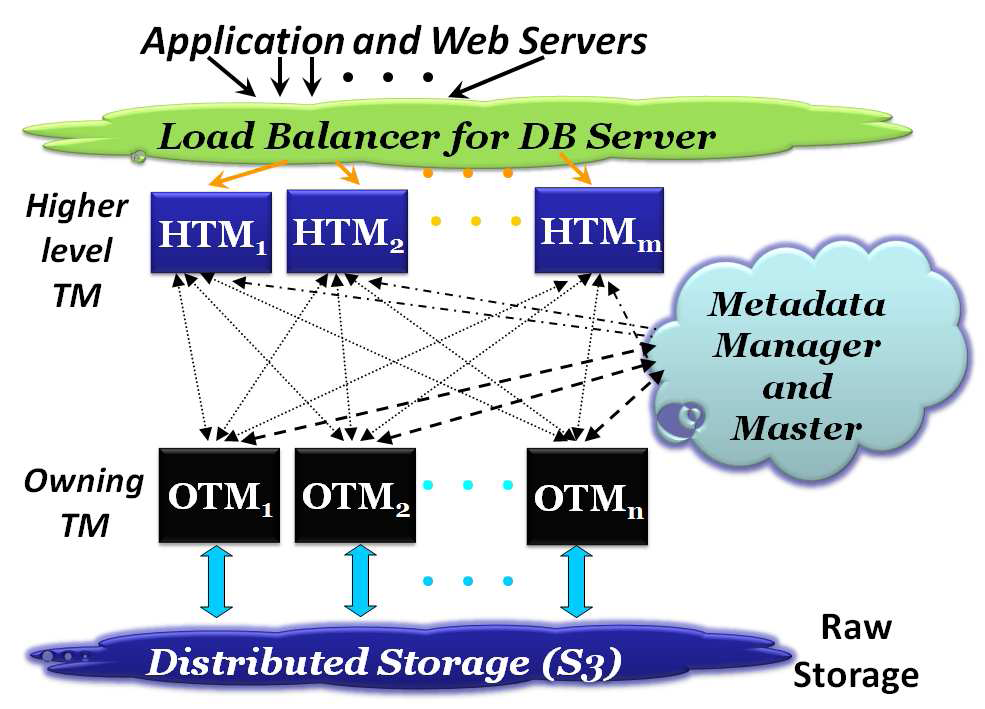 Application and Web Servers
Load Balancer for DB Server
Higher
level
TM
HTM₁
HTM₂
HTMₘ
Metadata
Manager
and
Master
Owning
TM
OTM₁
OTM₂
OTMₙ
Distributed Storage (S3)
Raw
Storage